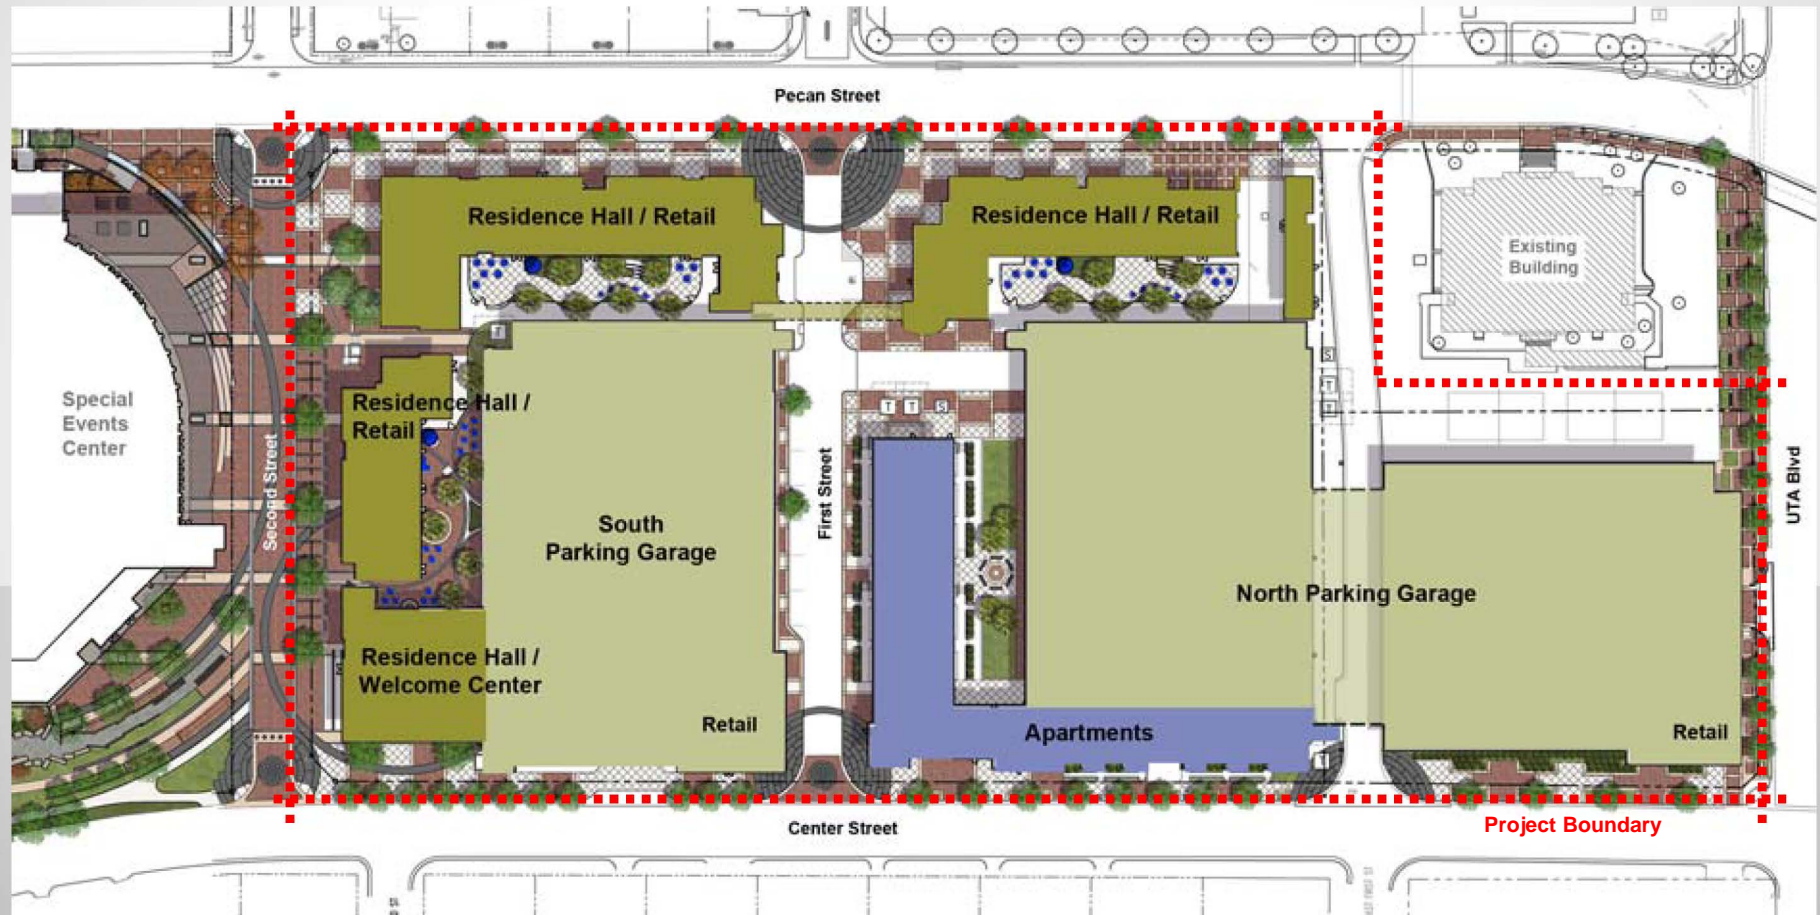 Pecan Street
Residence Hall / Retail
Residence Hall / Retail
Existing
Building
T
S
T
T
Special
Events
Center
Residence Hall /
Retail
T
T
S
Second Street
First Street
UTA Blvd
South
Parking Garage
North Parking Garage
Residence Hall /
Welcome Center
Retail
Apartments
Retail
Center Street
Project Boundary